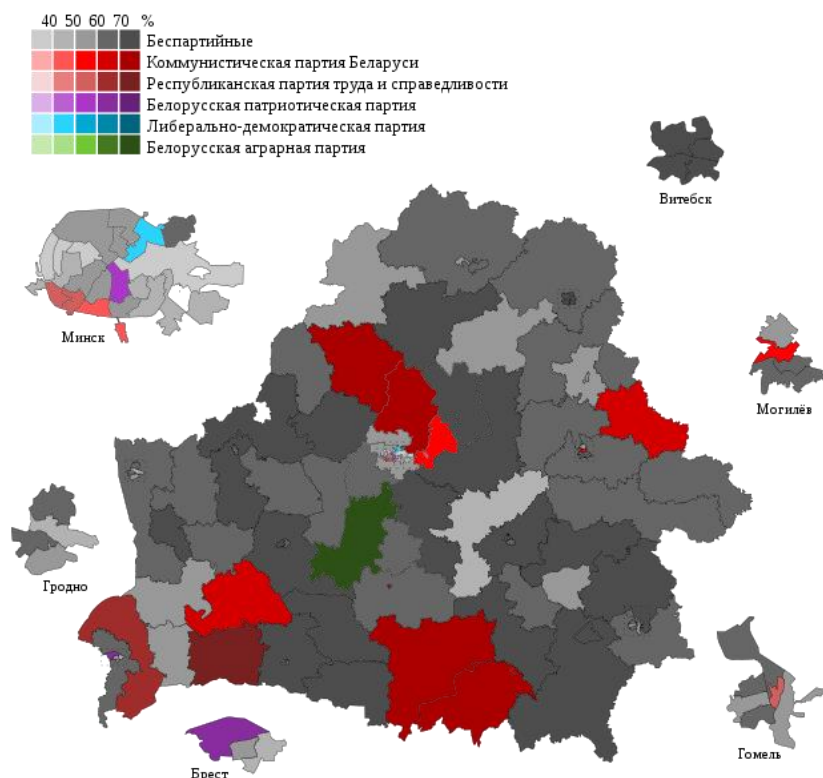 40 50 60 70 %
Беспартийные
Коммунистическая партия Беларуси
Республиканская партия труда и справедливости
Белорусская патриотическая партия
Либерально-демократическая партия
Белорусская аграрная партия
Витебск
Минск
Могилёв
Гродно
Гомель
Брест